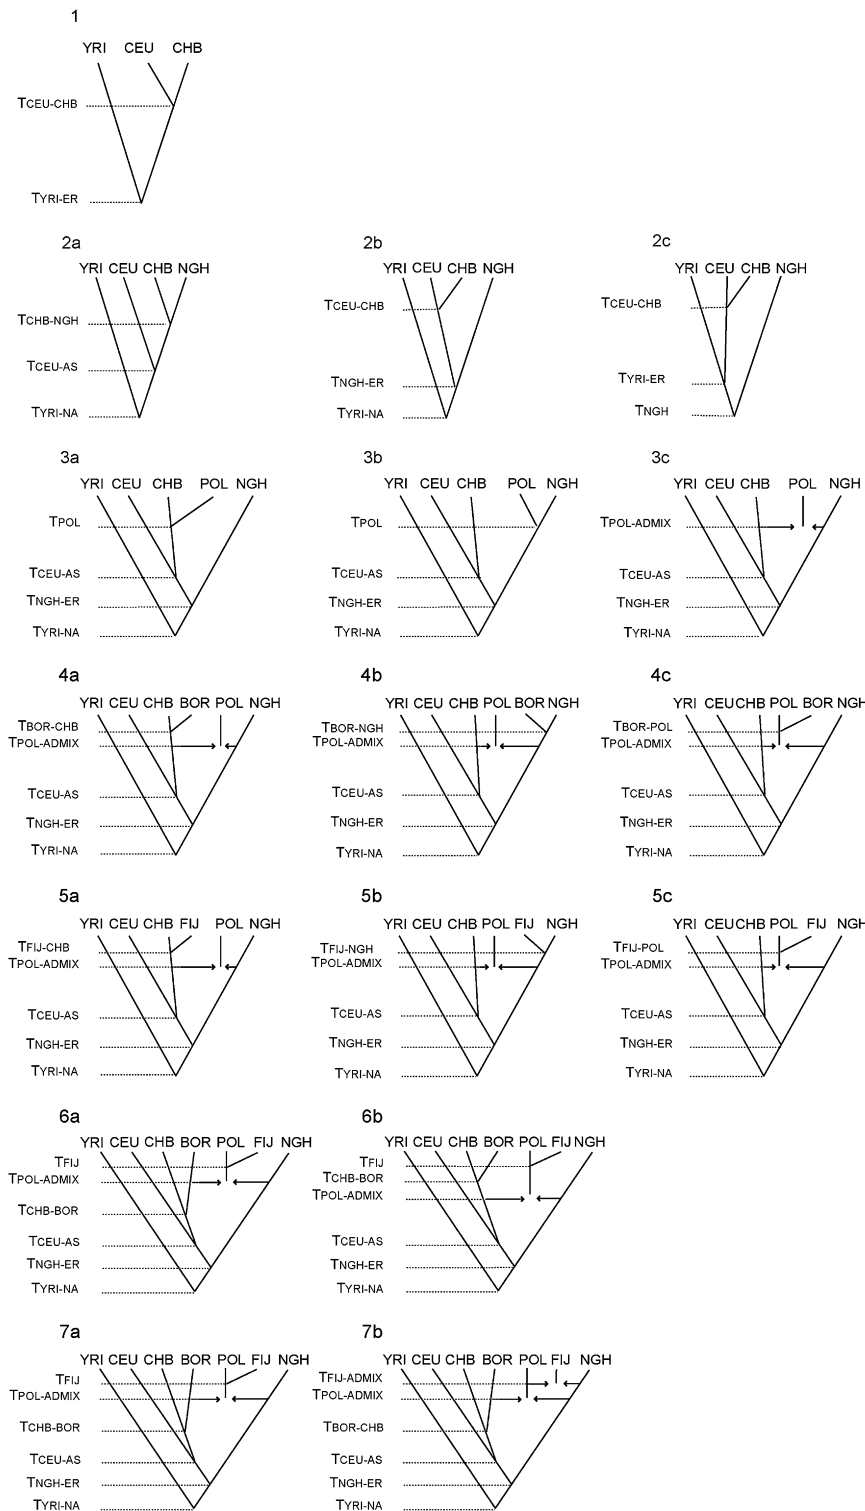 1
YRI CEU CHB
TCEU-CHB
TYRI-ER
2a 2b 2c
YRI CEU CHB NGH YRI CEU CHB NGH YRI CEU CHB NGH
TCHB-NGH TCEU-CHB TCEU-CHB
TCEU-AS TNGH-ER TYRI-ER
TYRI-NA TYRI-NA TNGH
3a 3b 3c
YRI CEU CHB POL NGH YRI CEU CHB POL NGH YRI CEU CHB POL NGH
TPOL TPOL TPOL-ADMIX
TCEU-AS TCEU-AS TCEU-AS
TNGH-ER TNGH-ER TNGH-ER
TYRI-NA TYRI-NA TYRI-NA
4a 4b 4c
YRI CEU CHB BOR POL NGH YRI CEU CHB POL BOR NGH YRI CEU CHB POL BOR NGH
TBOR-CHB TBOR-NGH TBOR-POL
TPOL-ADMIX TPOL-ADMIX TPOL-ADMIX
TCEU-AS TCEU-AS TCEU-AS
TNGH-ER TNGH-ER TNGH-ER
TYRI-NA TYRI-NA TYRI-NA
5a 5b 5c
YRI CEU CHB FIJ POL NGH YRI CEU CHB POL FIJ NGH YRI CEU CHB POL FIJ NGH
TFIJ-CHB TFIJ-NGH TFIJ-POL
TPOL-ADMIX TPOL-ADMIX TPOL-ADMIX
TCEU-AS TCEU-AS TCEU-AS
TNGH-ER TNGH-ER TNGH-ER
TYRI-NA TYRI-NA TYRI-NA
6a 6b
YRI CEU CHB BOR POL FIJ NGH YRI CEU CHB BOR POL FIJ NGH
TFIJ TFIJ
TPOL-ADMIX TCHB-BOR
TCHB-BOR TPOL-ADMIX
TCEU-AS TCEU-AS
TNGH-ER TNGH-ER
TYRI-NA TYRI-NA
7a 7b
YRI CEU CHB BOR POL FIJ NGH YRI CEU CHB BOR POL FIJ NGH
TFIJ TFIJ-ADMIX
TPOL-ADMIX TPOL-ADMIX
TCHB-BOR TBOR-CHB
TCEU-AS TCEU-AS
TNGH-ER TNGH-ER
TYRI-NA TYRI-NA